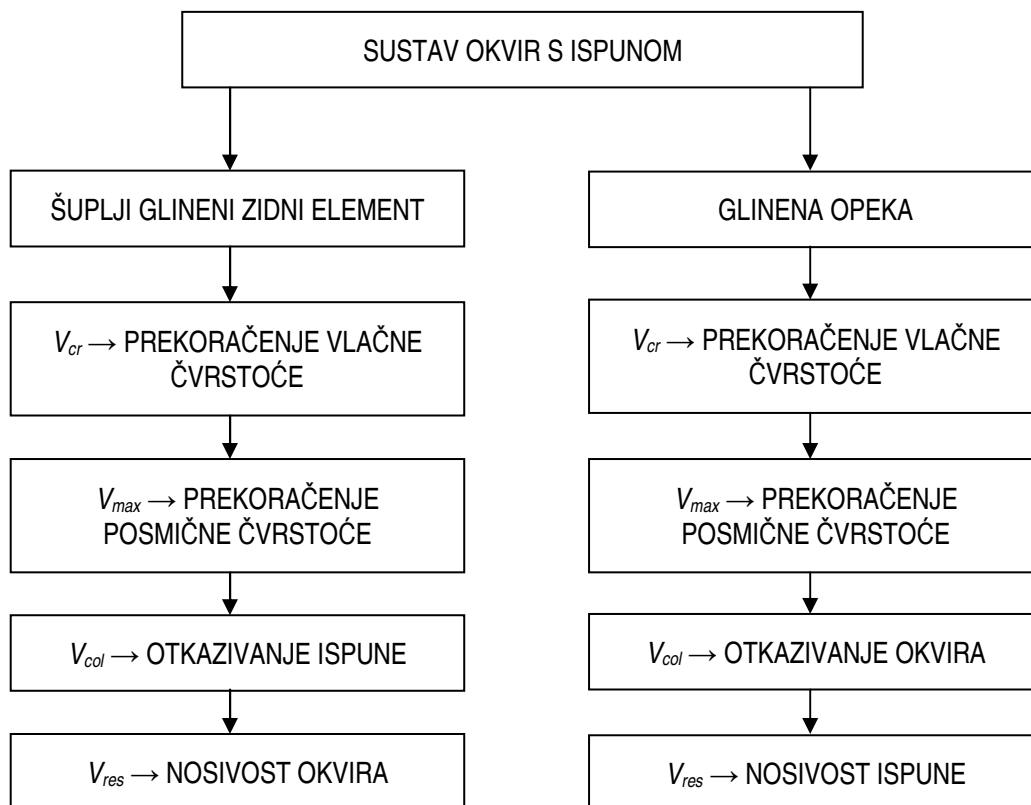 SUSTAV OKVIR S ISPUNOM
ŠUPLJI GLINENI ZIDNI ELEMENT
Vcr → PREKORAČENJE VLAČNE
ČVRSTOĆE
Vmax → PREKORAČENJE
POSMIČNE ČVRSTOĆE
Vcol → OTKAZIVANJE ISPUNE
Vres → NOSIVOST OKVIRA
GLINENA OPEKA
Vcr → PREKORAČENJE VLAČNE
ČVRSTOĆE
Vmax → PREKORAČENJE
POSMIČNE ČVRSTOĆE
Vcol → OTKAZIVANJE OKVIRA
Vres → NOSIVOST ISPUNE